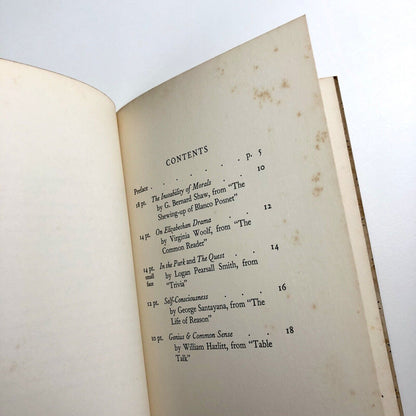 CONTENTS
Preface . . . . . . p. 5
18 pt. The Instability of Morals . . 10
by G. Bernard Shaw, from "The
Shewing-up of Blanco Posnet"
14 pt. On Elizabethan Drama . . . 12
by Virginia Woolf, from "The
Common Reader"
14 pt. In the Park and The Quest . . 14
small by Logan Pearsall Smith, from
face "Trivia"
12 pt. Self-Consciousness . . . . 16
by George Santayana, from "The
Life of Reason"
10 pt. Genius & Common Sense . . 18
by William Hazlitt, from "Table
Talk"